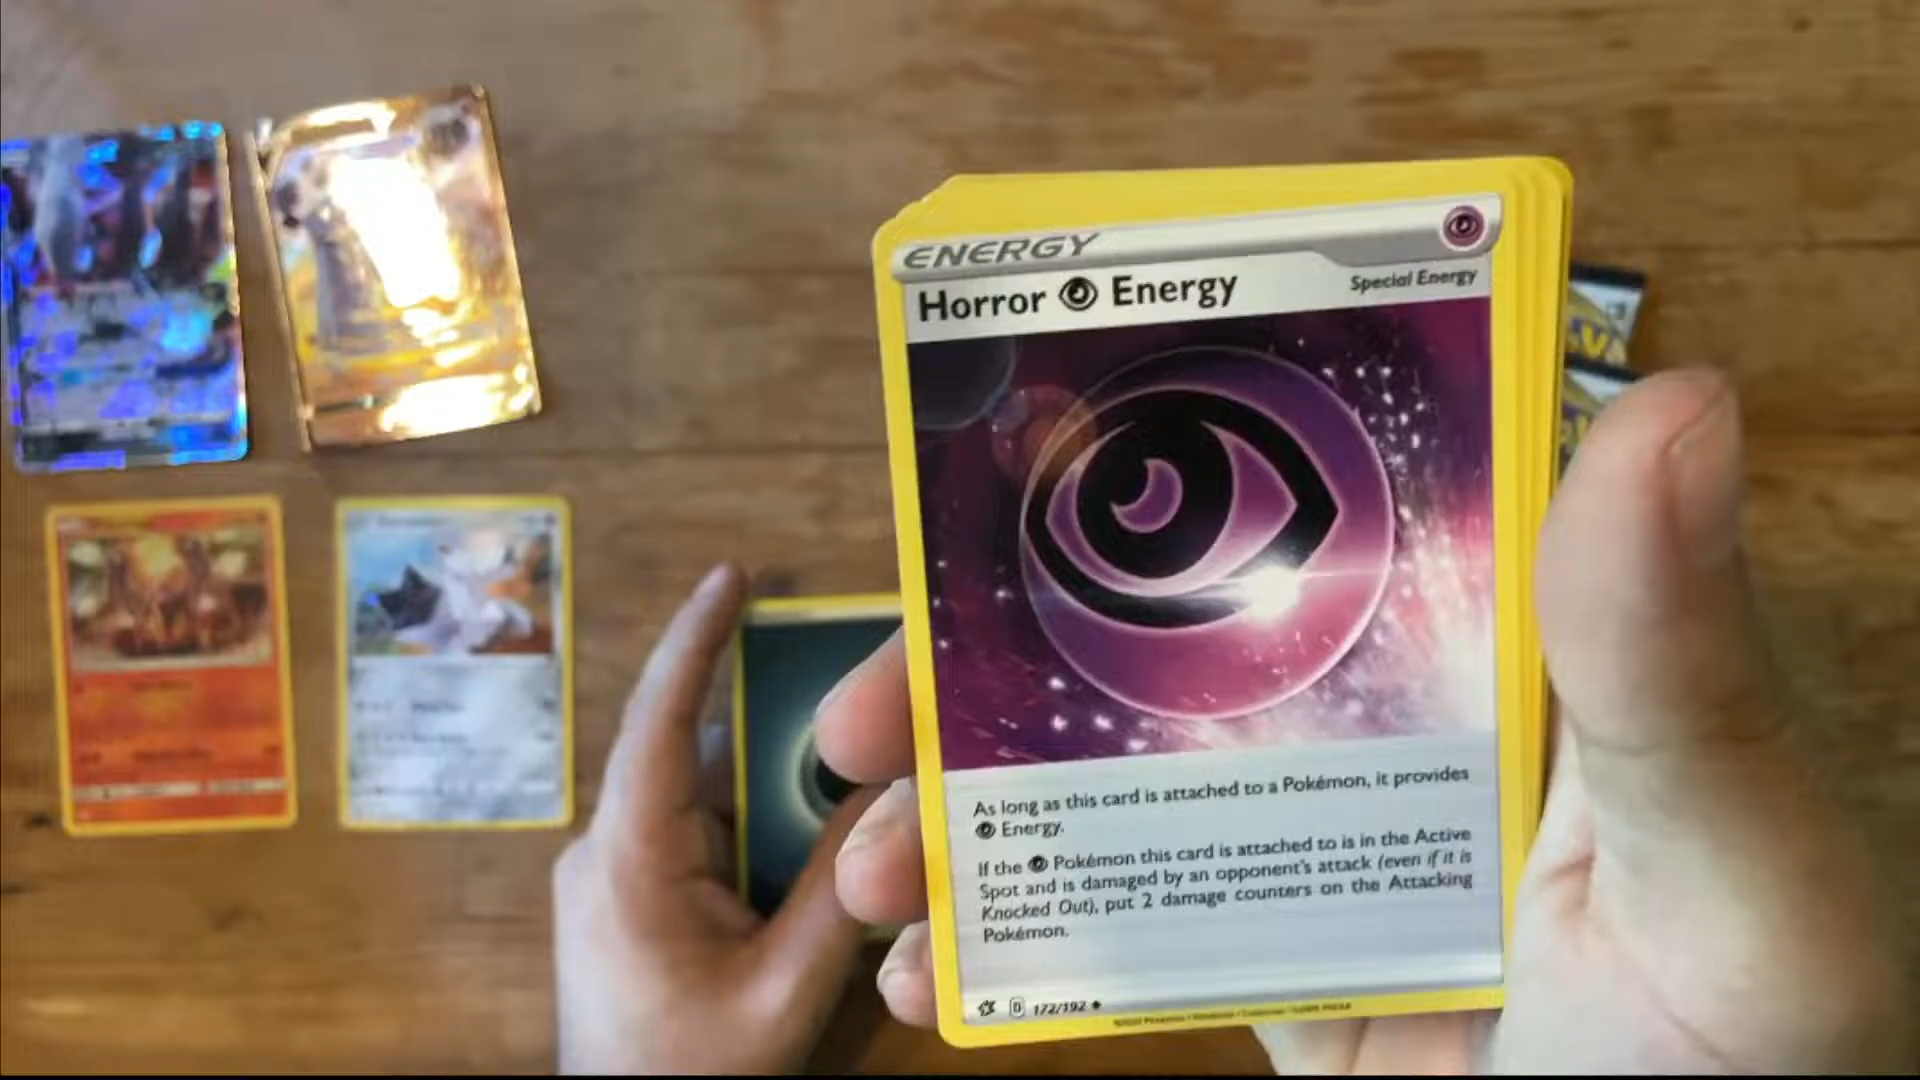 ENERGY
Horror Energy
Special Energy
As long as this card is attached to a Pokémon, it provides
Energy.
If the Pokémon this card is attached to is in the Active
Spot and is damaged by an opponent's attack (even if it is
Knocked Out), put 2 damage counters on the Attacking
Pokémon.
D 172/192